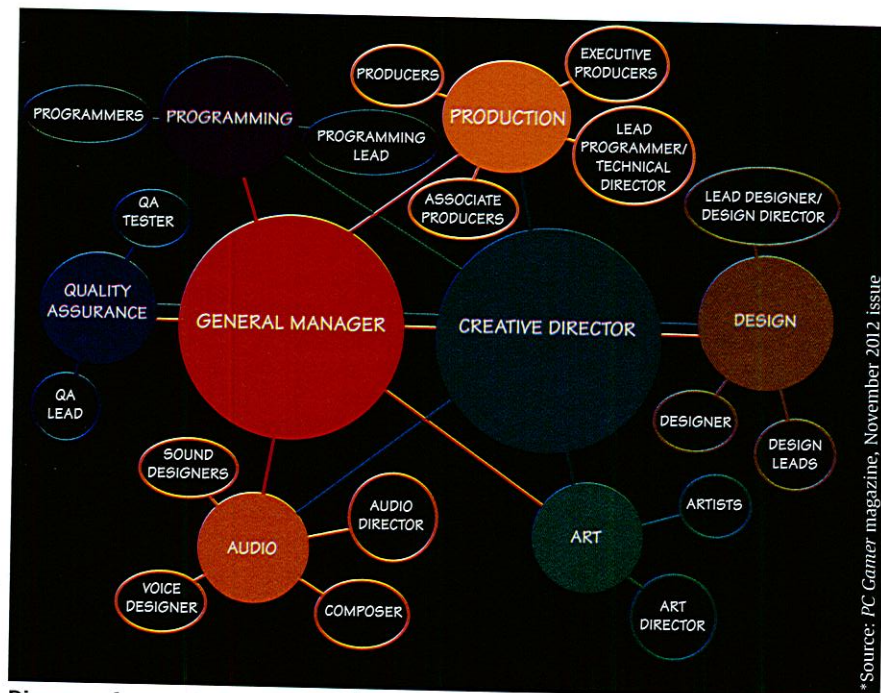 PRODUCERS
EXECUTIVE
PRODUCERS
PROGRAMMERS
PROGRAMMING
PROGRAMMING
LEAD
PRODUCTION
LEAD
PROGRAMMER/
TECHNICAL
DIRECTOR
ASSOCIATE
PRODUCERS
LEAD DESIGNER/
DESIGN DIRECTOR
QA
TESTER
QUALITY
ASSURANCE
GENERAL MANAGER
CREATIVE DIRECTOR
DESIGN
QA
LEAD
DESIGNER
DESIGN
LEADS
SOUND
DESIGNERS
AUDIO
DIRECTOR
ARTISTS
AUDIO
ART
VOICE
DESIGNER
COMPOSER
ART
DIRECTOR
*Source: PC Gamer magazine, November 2012 issue